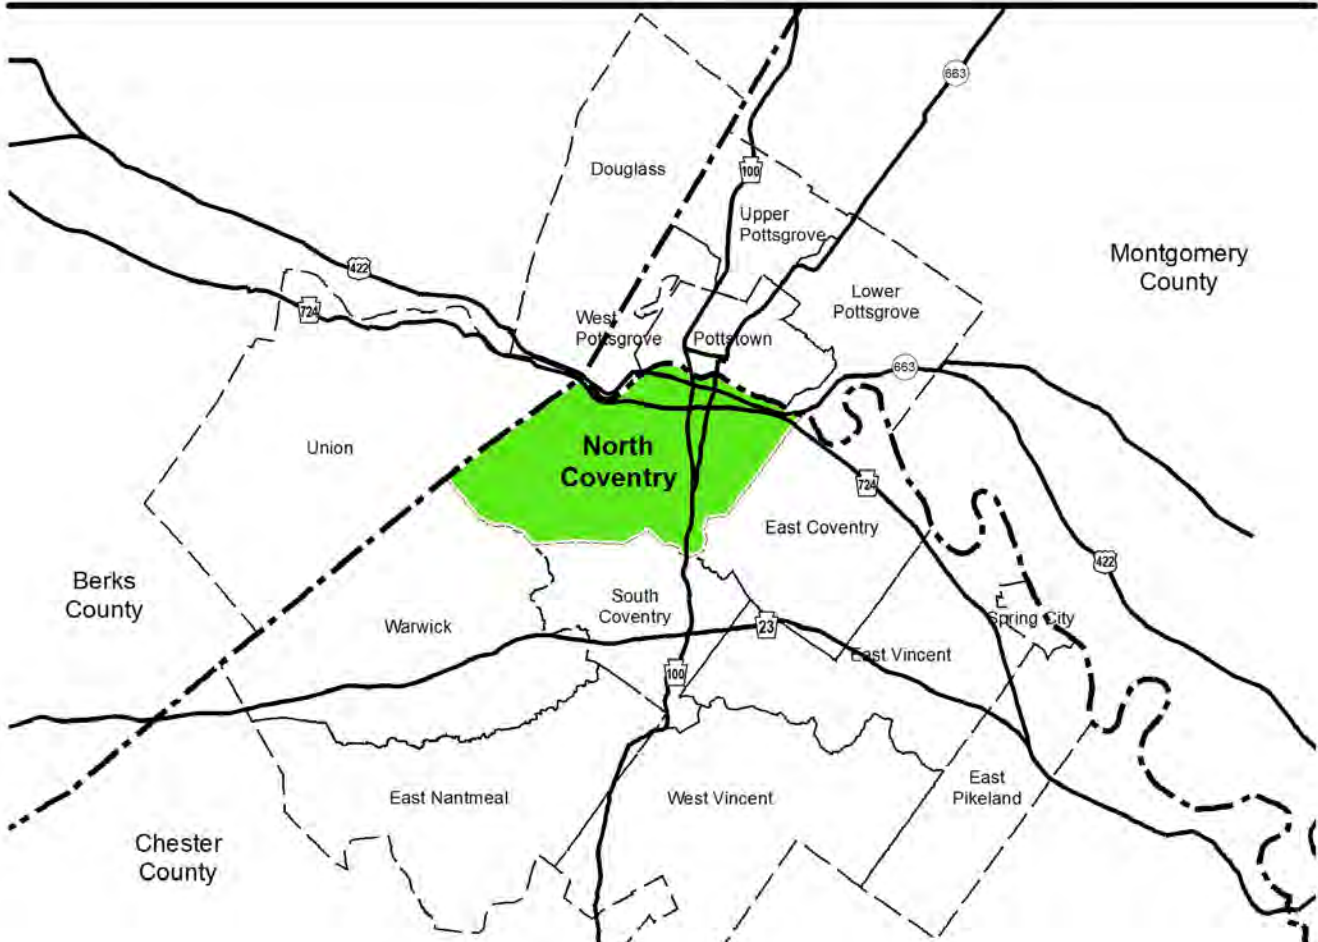 663
Douglass
100
Upper
Pottsgrove
Montgomery
County
422
Lower
Pottsgrove
724
West
Pottsgrove
Pottstown
663
North
Coventry
Union
724
East Coventry
422
Berks
County
South
Coventry
Spring City
Warwick
23
East Vincent
100
East
Pikeland
East Nantmeal
West Vincent
Chester
County